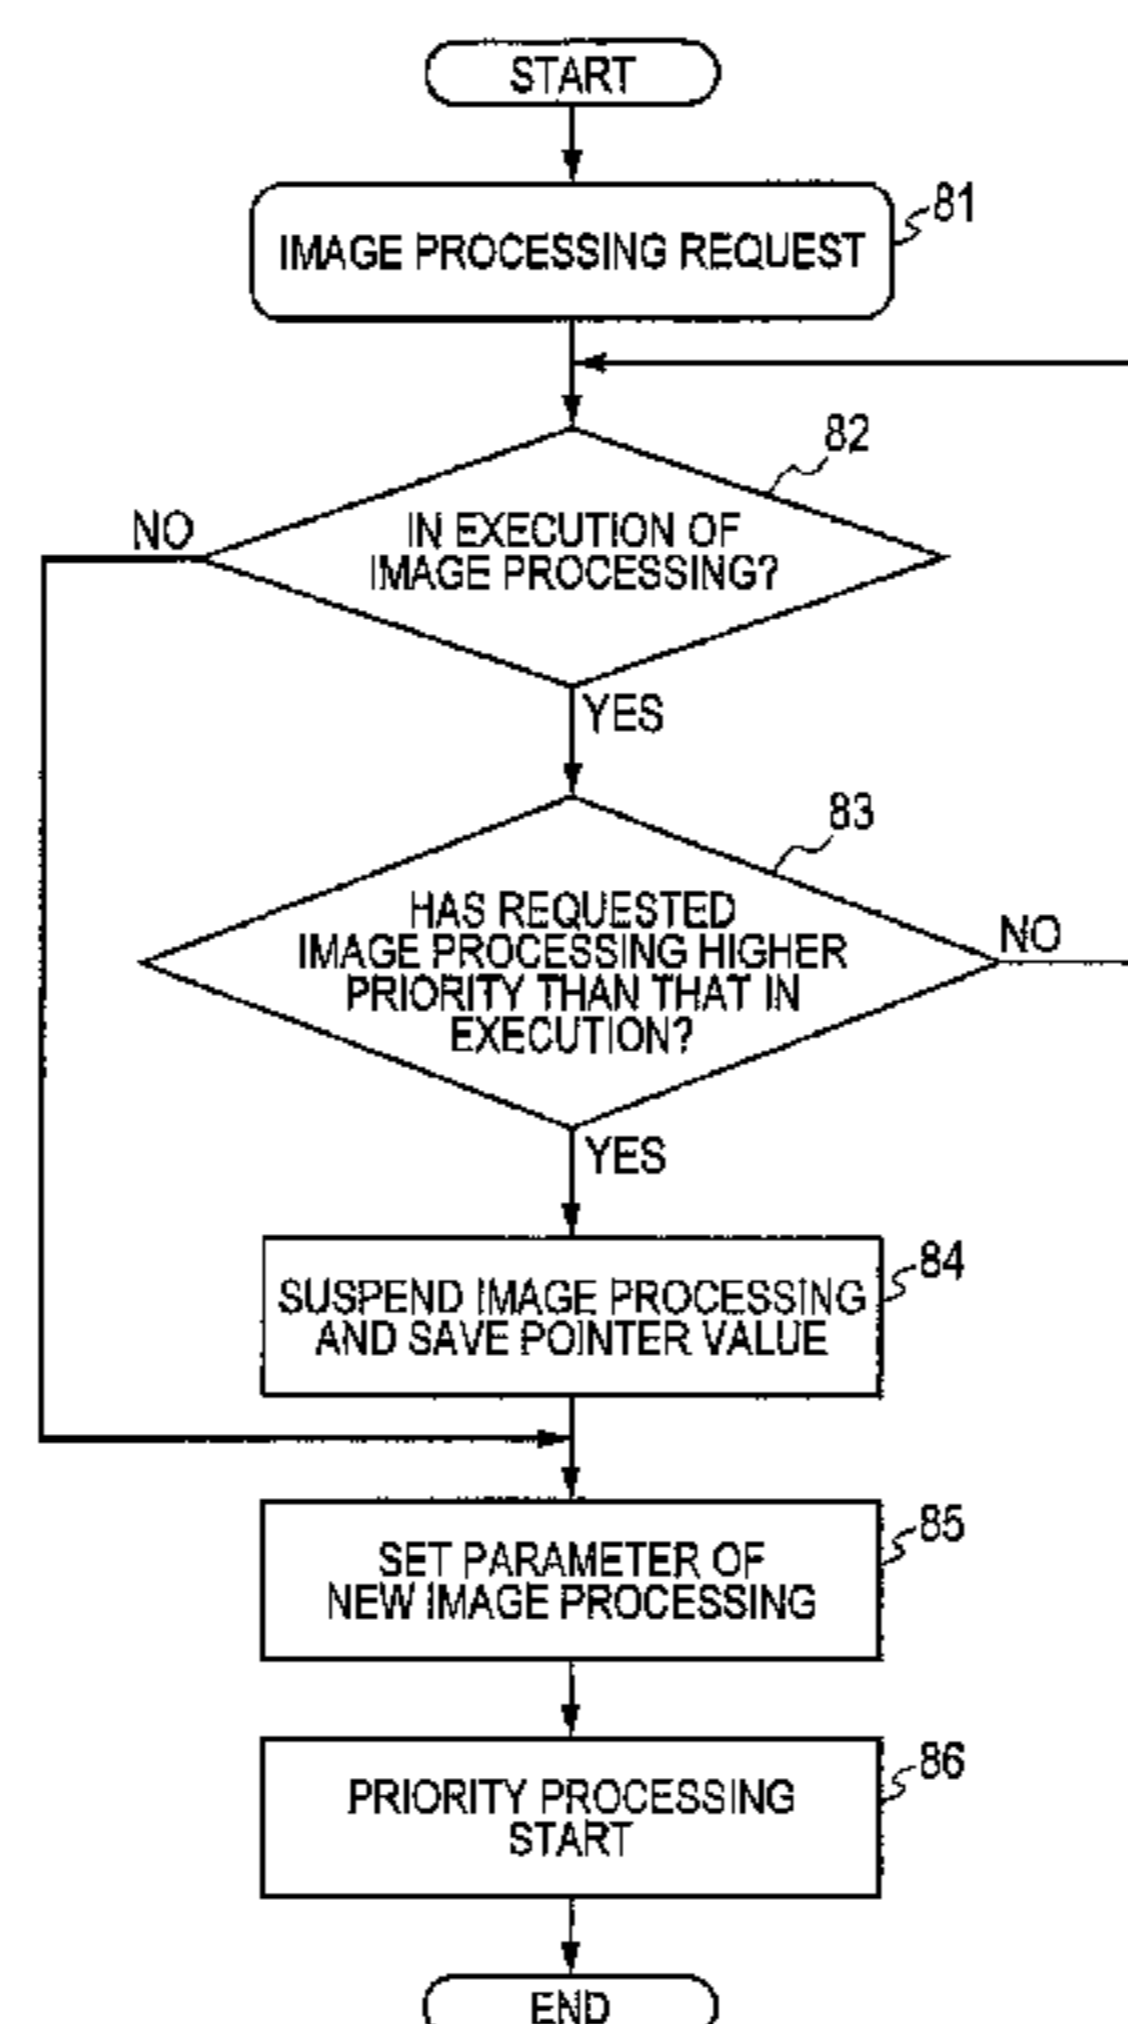 START
IMAGE PROCESSING REQUEST
81
82
NO
IN EXECUTION OF
IMAGE PROCESSING?
YES
83
HAS REQUESTED
IMAGE PROCESSING HIGHER
PRIORITY THAN THAT IN
EXECUTION?
NO
YES
84
SUSPEND IMAGE PROCESSING
AND SAVE POINTER VALUE
85
SET PARAMETER OF
NEW IMAGE PROCESSING
86
PRIORITY PROCESSING
START
END